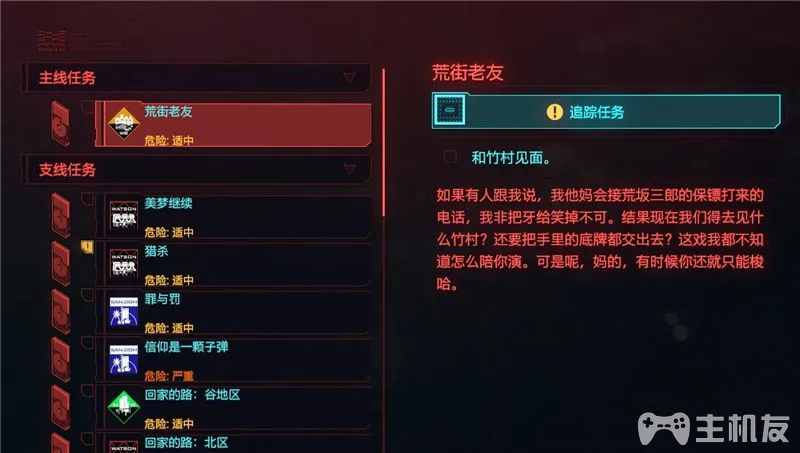 主线任务
荒街老友
危险: 适中
支线任务
WATSON
美梦继续
危险: 适中
WATSON
猎杀
危险: 适中
SAN.DOM
罪与罚
危险: 适中
SAN.DOM
信仰是一颗子弹
危险: 严重
回家的路：谷地区
危险: 适中
WATSON
回家的路：北区
荒街老友
追踪任务
和竹村见面。
如果有人跟我说，我他妈会接荒坂三郎的保镖打来的
电话，我非把牙给笑掉不可。结果现在我们得去见什
么竹村？还要把手里的底牌都交出去？这戏我都不知
道怎么陪你演。可是呢，妈的，有时候你还就只能梭
哈。
主机友